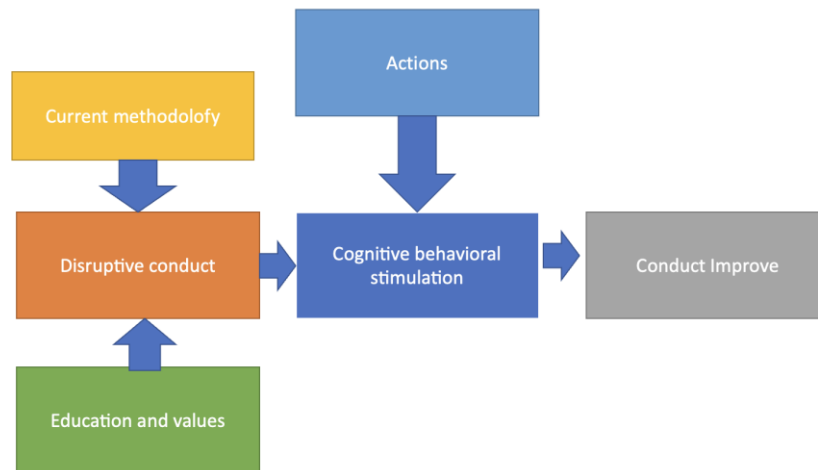 Actions
Current methodolofy
Disruptive conduct
Cognitive behavioral
stimulation
Conduct Improve
Education and values